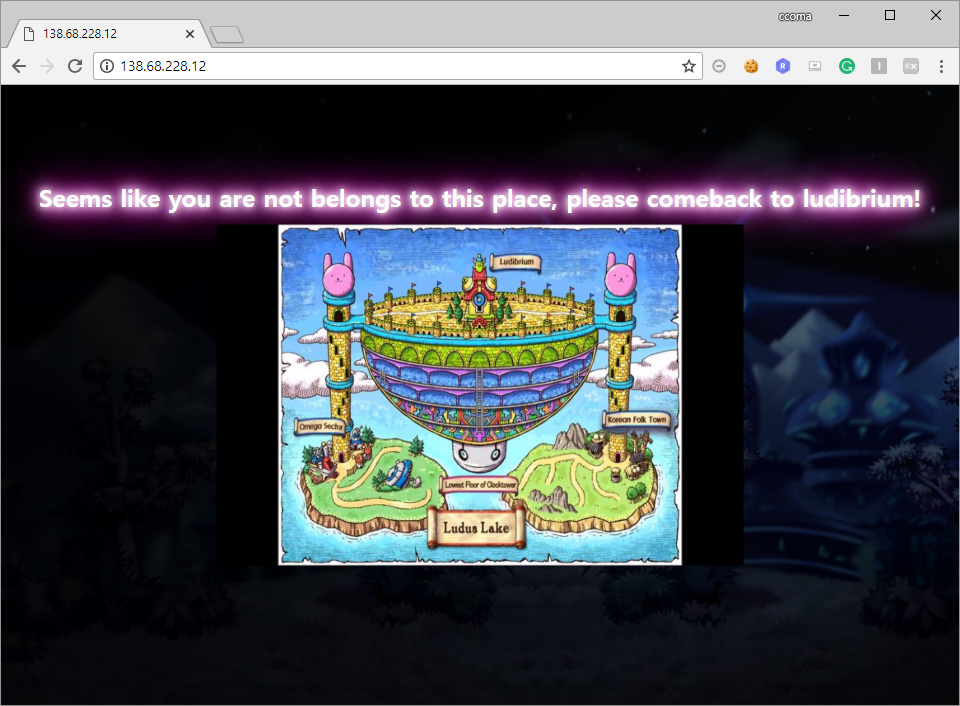 ccoma
138.68.228.12
138.68.228.12
Seems like you are not belongs to this place, please comeback to ludibrium!
Ludibrium
Omega Sector
Korean Folk Town
Lowest Floor of Clocktower
Ludus Lake